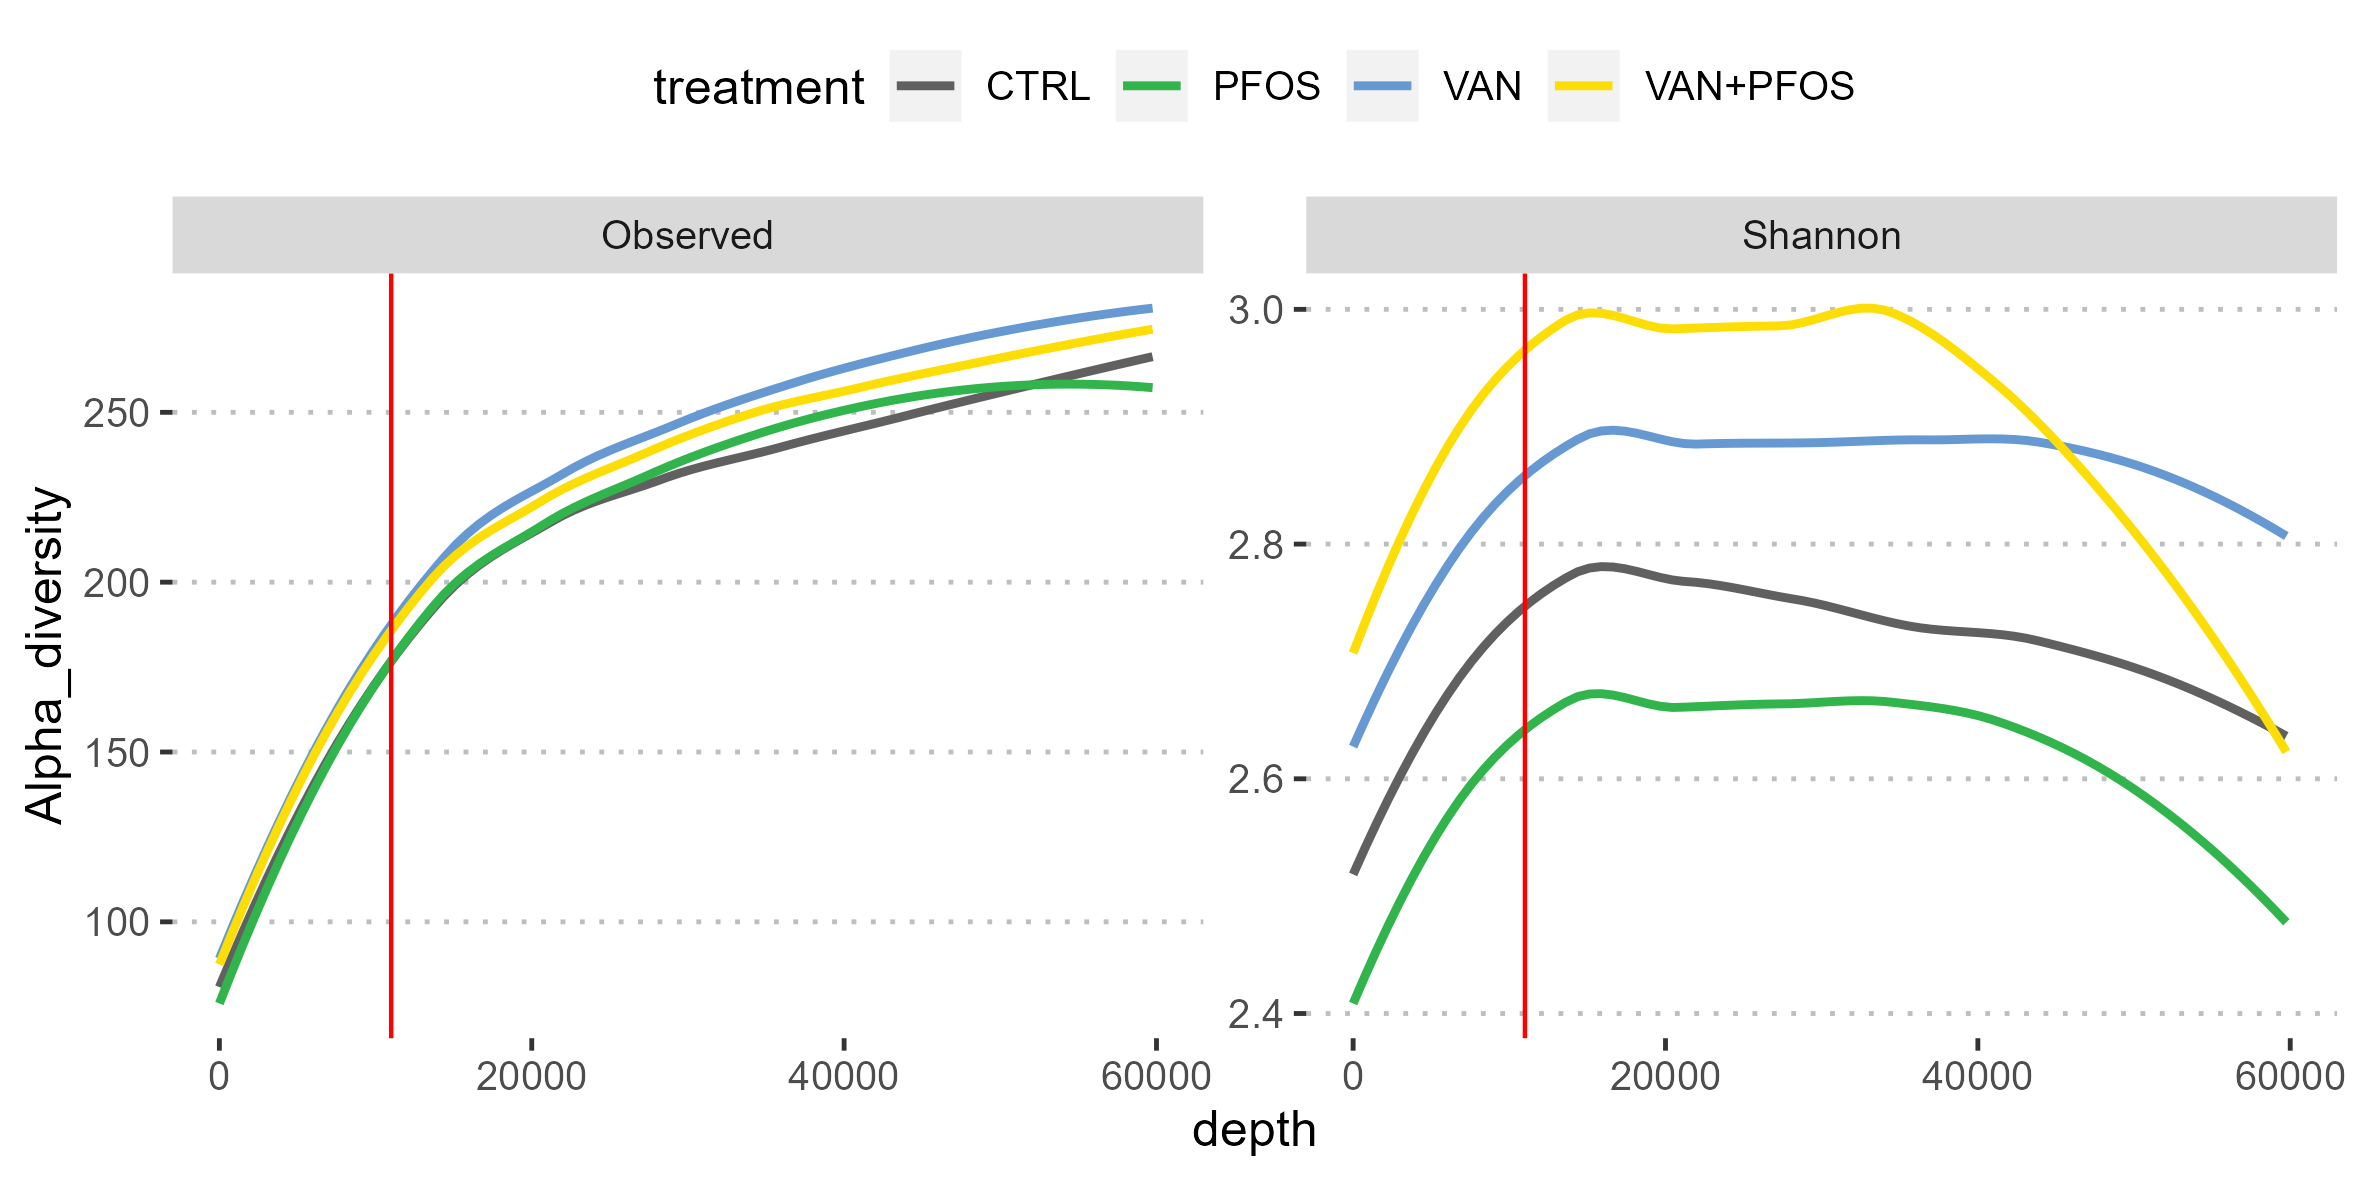 treatment CTRL PFOS VAN VAN+PFOS
Observed Shannon
Alpha_diversity
250
200
150
100
3.0
2.8
2.6
2.4
0 20000 40000 60000 0 20000 40000 60000
depth